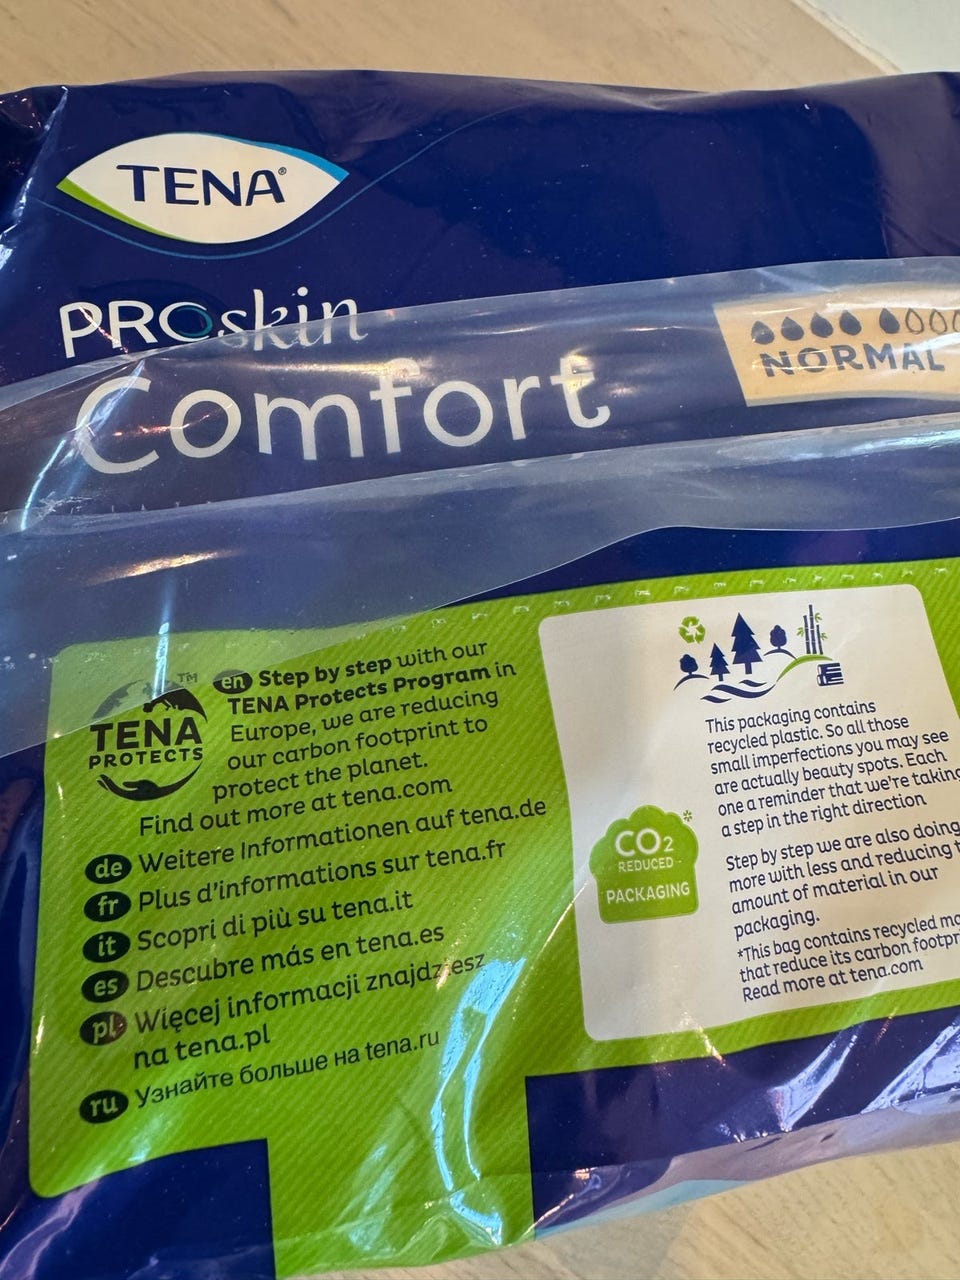 TENA®
PROskin
Comfort
NORMAL
TM
TENA
PROTECTS
en Step by step with our
TENA Protects Program in
Europe, we are reducing
our carbon footprint to
protect the planet.
Find out more at tena.com
de Weitere Informationen auf tena.de
fr Plus d'informations sur tena.fr
it Scopri di più su tena.it
es Descubre más en tena.es
pl Więcej informacji znajdziesz
na tena.pl
ru Узнайте больше на tena.ru
This packaging contains
recycled plastic. So all those
small imperfections you may see
are actually beauty spots. Each
one a reminder that we're taking
a step in the right direction
Step by step we are also doing
more with less and reducing
amount of material in our
packaging.
*This bag contains recycled
that reduce its carbon
Read more at tena.com
CO2*
REDUCED
PACKAGING